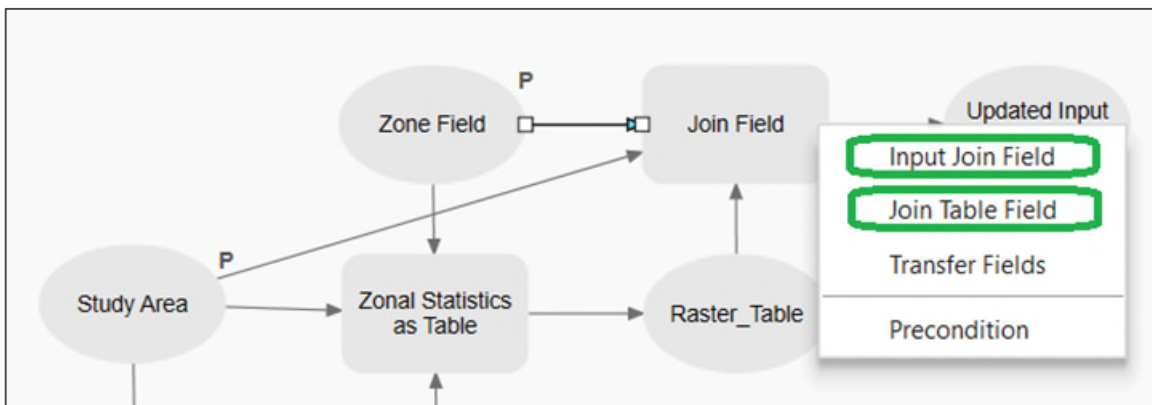 P
Zone Field
Join Field
Updated Input
Input Join Field
Join Table Field
Transfer Fields
Precondition
P
Study Area
Zonal Statistics
as Table
Raster_Table